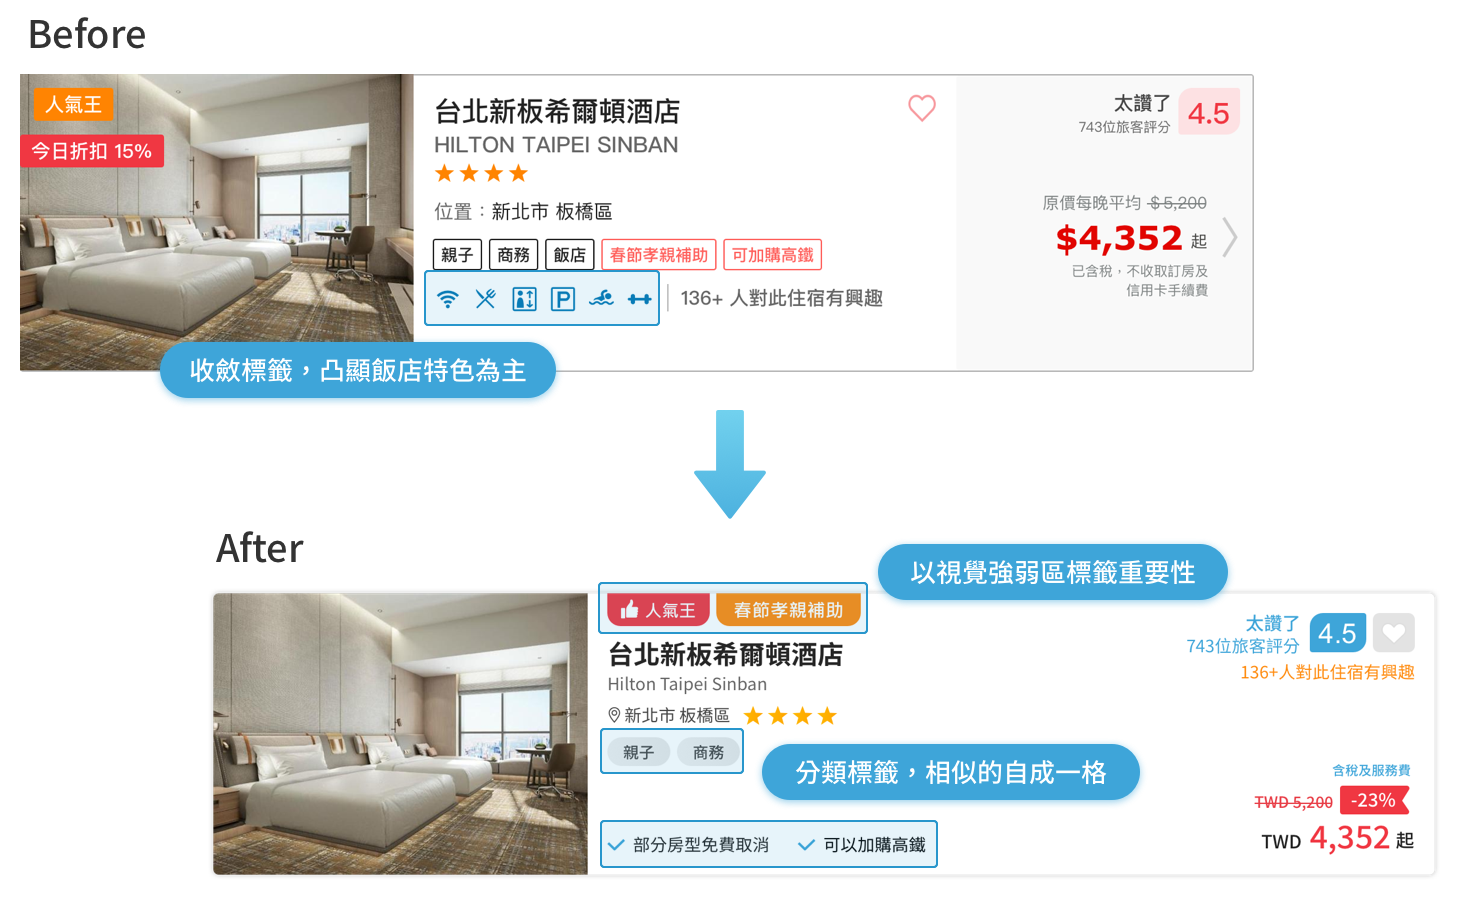 Before
人氣王
今日折扣 15%
台北新板希爾頓酒店
HILTON TAIPEI SINBAN
位置：新北市 板橋區
親子 商務 飯店 春節孝親補助 可加購高鐵
P
136+ 人對此住宿有興趣
太讚了
743位旅客評分
4.5
原價每晚平均 $ 5,200
$4,352 起
已含稅，不收取訂房及
信用卡手續費
收斂標籤，凸顯飯店特色為主
After
以視覺強弱區標籤重要性
人氣王 春節孝親補助
台北新板希爾頓酒店
Hilton Taipei Sinban
新北市 板橋區
親子 商務
分類標籤，相似的自成一格
部分房型免費取消 可以加購高鐵
太讚了
743位旅客評分
4.5
136+人對此住宿有興趣
含稅及服務費
TWD 5,200 -23%
TWD 4,352 起